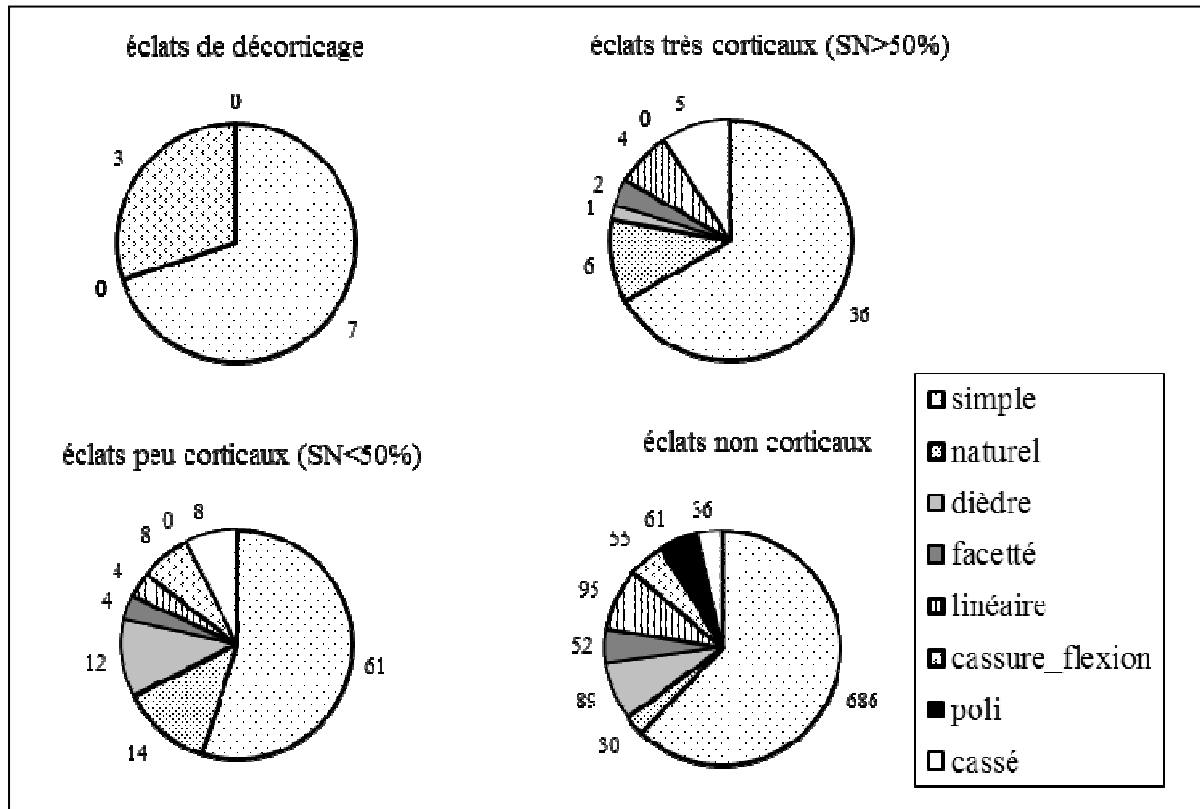 éclats de décorticage
0
3
0
7
éclats très corticaux (SN>50%)
5
0
4
2
1
6
36
éclats peu corticaux (SN<50%)
8
0
8
4
4
12
14
61
éclats non corticaux
36
61
55
95
52
89
30
686
simple
naturel
dièdre
facetté
linéaire
cassure_flexion
poli
cassé